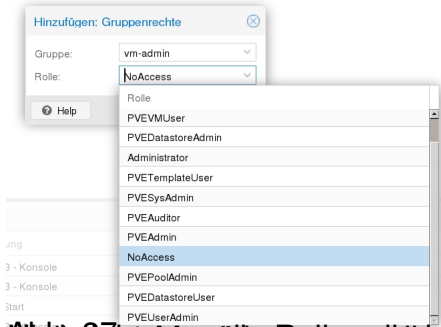 Hinzufügen: Gruppenrechte
Gruppe: vm-admin
Rolle: NoAccess
Help
Rolle
PVEVMUser
PVEDatastoreAdmin
Administrator
PVETemplateUser
PVESysAdmin
PVEAuditor
PVEAdmin
NoAccess
PVEPoolAdmin
PVEDatastoreUser
PVEUserAdmin
- Konsole
- Konsole
Start